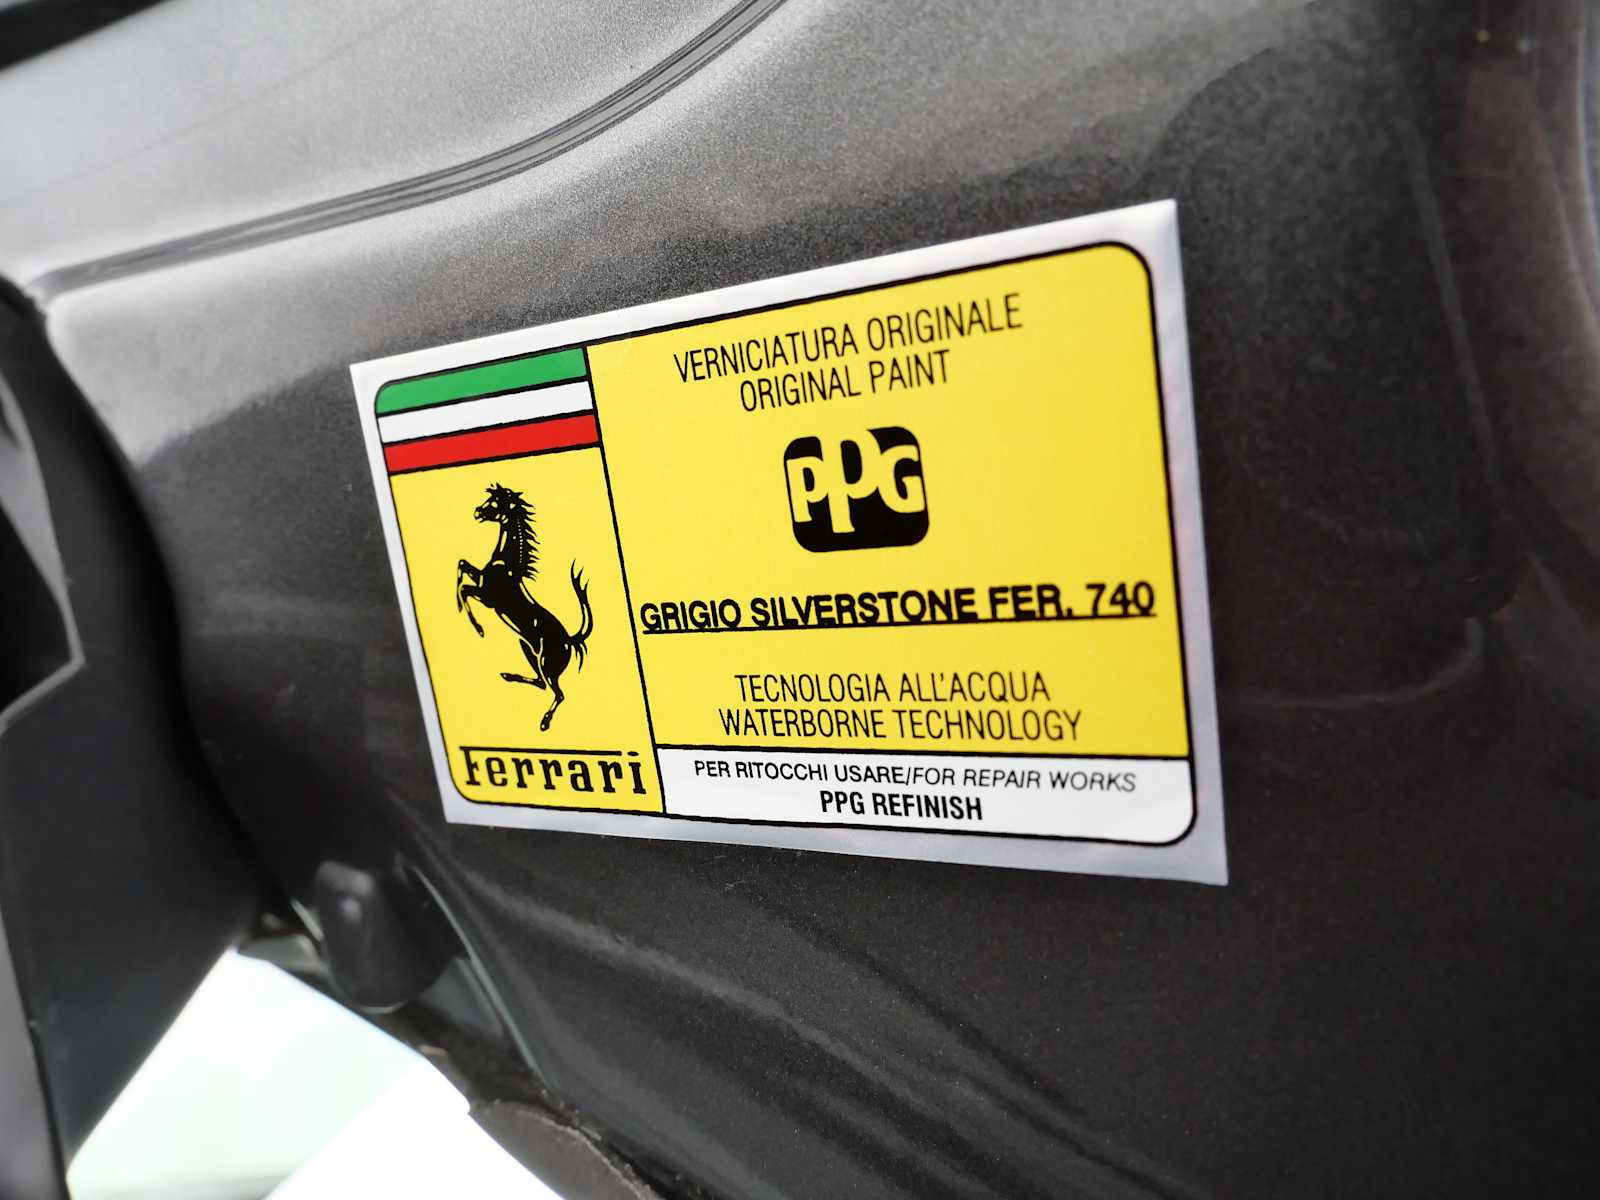 VERNICIATURA ORIGINALE
ORIGINAL PAINT
PPG
GRIGIO SILVERSTONE FER. 740
TECNOLOGIA ALL'ACQUA
WATERBORNE TECHNOLOGY
Ferrari
PER RITOCCHI USARE/FOR REPAIR WORKS
PPG REFINISH